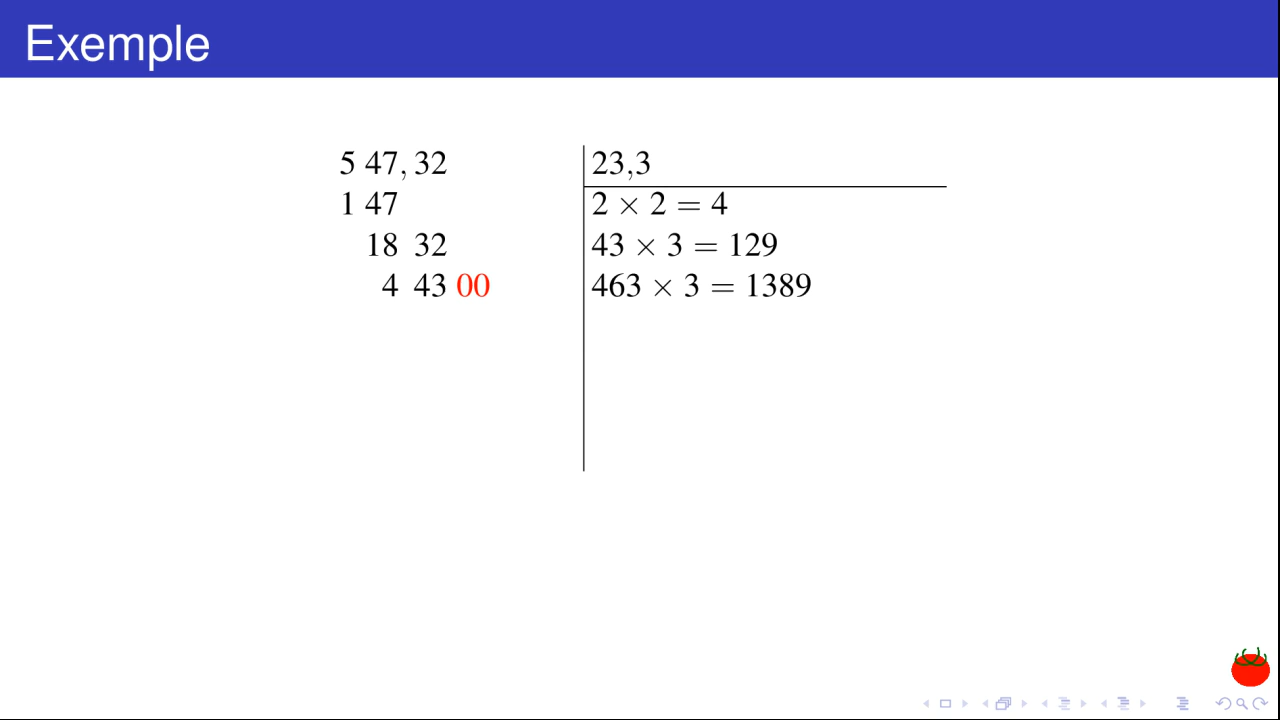 Exemple
5 47, 32 23,3
1 47 2 × 2 = 4
18 32 43 × 3 = 129
4 43 00 463 × 3 = 1389